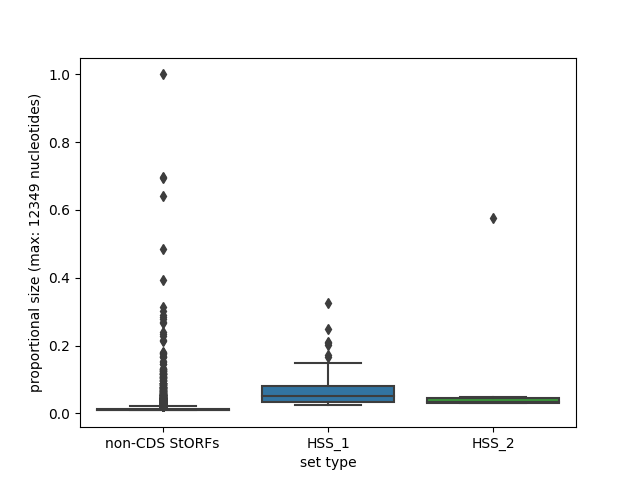 proportional size (max: 12349 nucleotides)
1.0
0.8
0.6
0.4
0.2
0.0
non-CDS StORFs HSS_1 HSS_2
set type